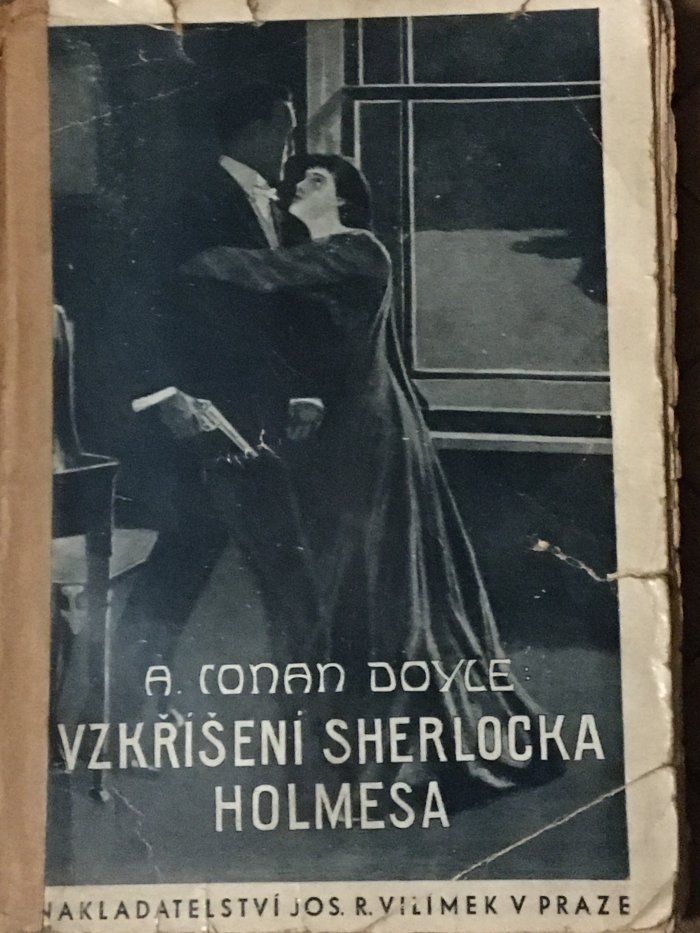 A. CONAN DOYLE:
VZKŘÍŠENÍ SHERLOCKA
HOLMESA
NAKLADATELSTVÍ JOS. R. VILÍMEK V PRAZE